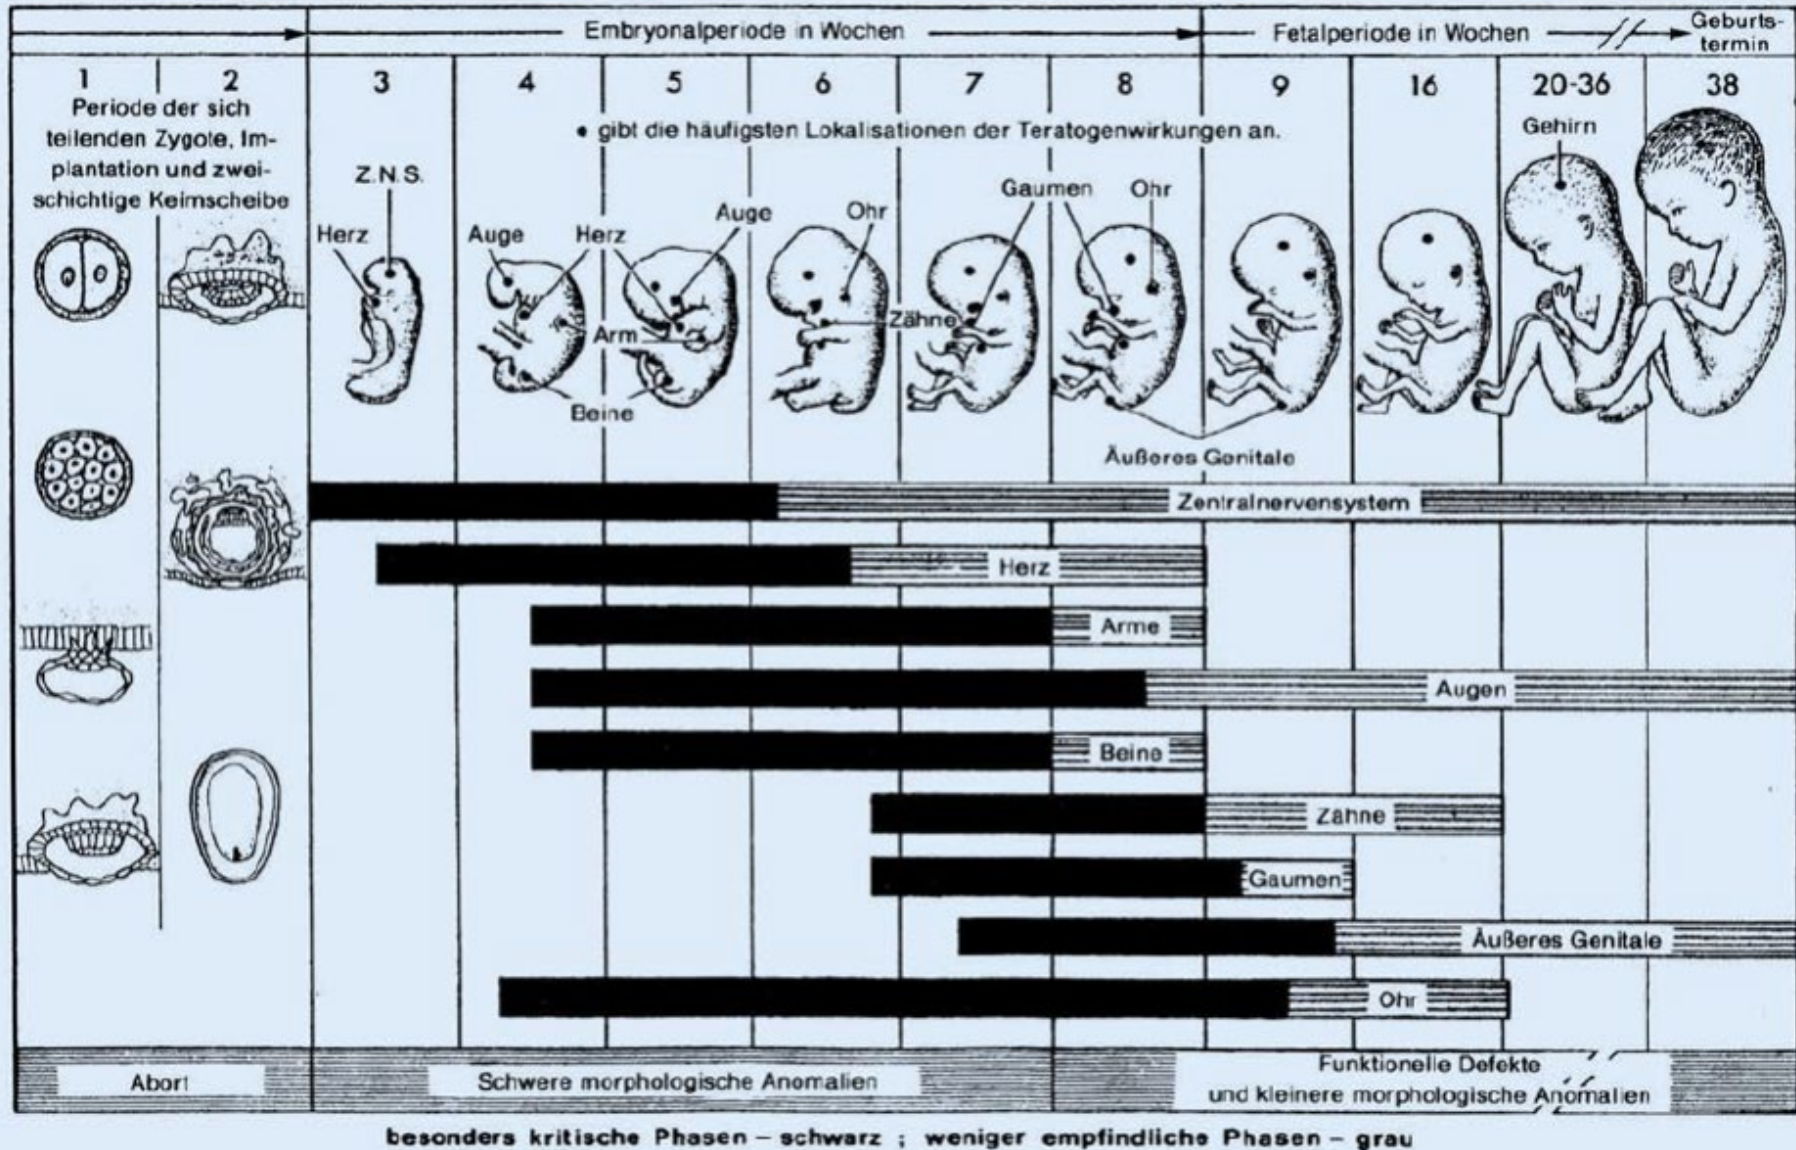 Embryonalperiode in Wochen
Fetalperiode in Wochen
Geburts-
termin
1
2
3
4
5
6
7
8
9
16
20-36
38
Periode der sich
teilenden Zygote, Im-
plantation und zwei-
schichtige Keimscheibe
• gibt die häufigsten Lokalisationen der Teratogenwirkungen an.
Gehirn
Z.N.S.
Herz
Auge
Herz
Auge
Ohr
Gaumen
Ohr
Arm
Zähne
Beine
Äußeres Genitale
Zentralnervensystem
Herz
Arme
Augen
Beine
Zähne
Gaumen
Äußeres Genitale
Ohr
Abort
Schwere morphologische Anomalien
Funktionelle Defekte
und kleinere morphologische Anomalien
besonders kritische Phasen – schwarz ; weniger empfindliche Phasen – grau